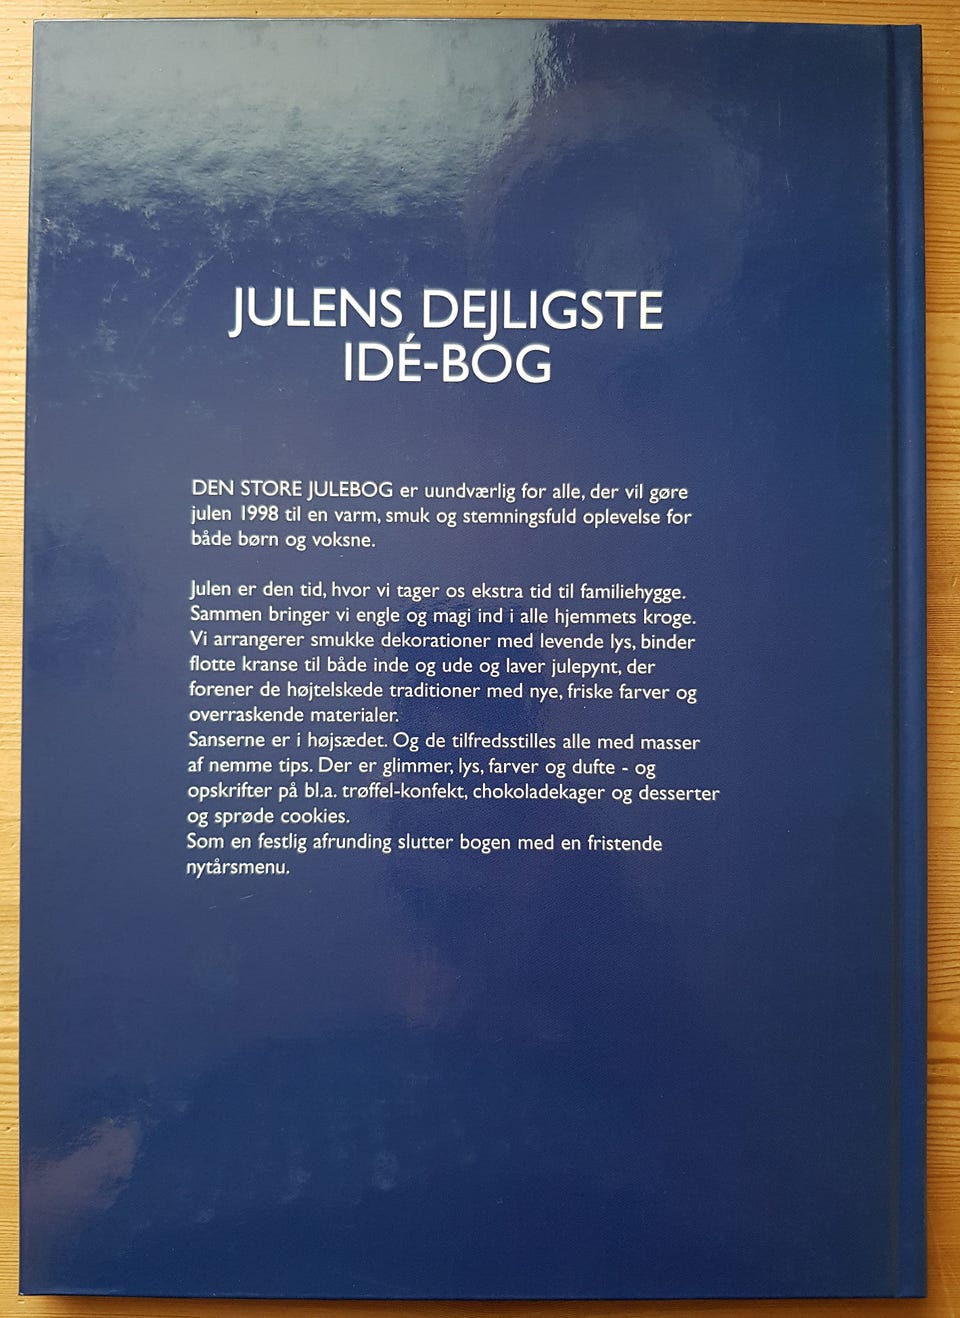 JULENS DEJLIGSTE
IDÉ-BOG
DEN STORE JULEBOG er uundværlig for alle, der vil gøre
julen 1998 til en varm, smuk og stemningsfuld oplevelse for
både børn og voksne.
Julen er den tid, hvor vi tager os ekstra tid til familiehygge.
Sammen bringer vi engle og magi ind i alle hjemmets kroge.
Vi arrangerer smukke dekorationer med levende lys, binder
flotte kranse til både inde og ude og laver julepynt, der
forener de højtelskede traditioner med nye, friske farver og
overraskende materialer.
Sanserne er i højsædet. Og de tilfredsstilles alle med masser
af nemme tips. Der er glimmer, lys, farver og dufte - og
opskrifter på bl.a. trøffel-konfekt, chokoladekager og desserter
og sprøde cookies.
Som en festlig afrunding slutter bogen med en fristende
nytårsmenu.